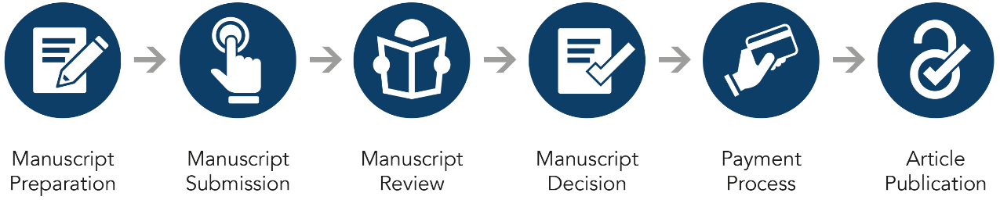 Manuscript
Preparation
Manuscript
Submission
Manuscript
Review
Manuscript
Decision
Payment
Process
Article
Publication